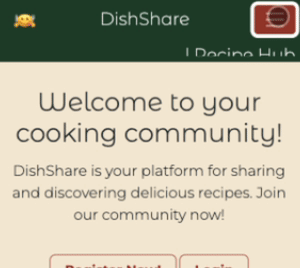 DishShare
| Recipe Hub
Welcome to your
cooking community!
DishShare is your platform for sharing
and discovering delicious recipes. Join
our community now!
Register Now! Login